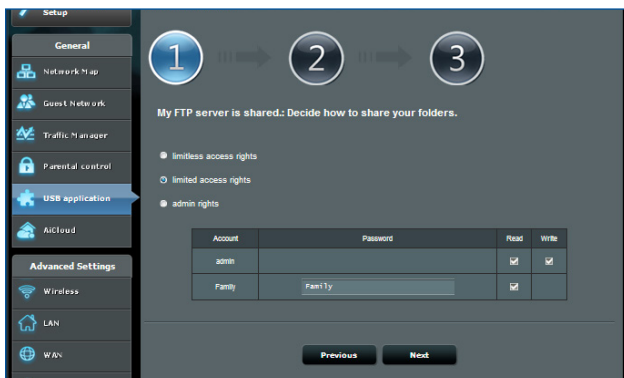 Setup
General
Network Map
Guest Network
Traffic Manager
Parental control
USB application
AiCloud
Advanced Settings
Wireless
LAN
WAN
1 2 3
My FTP server is shared.: Decide how to share your folders.
limitless access rights
limited access rights
admin rights
Account Password Read Write
admin
Family Family
Previous Next